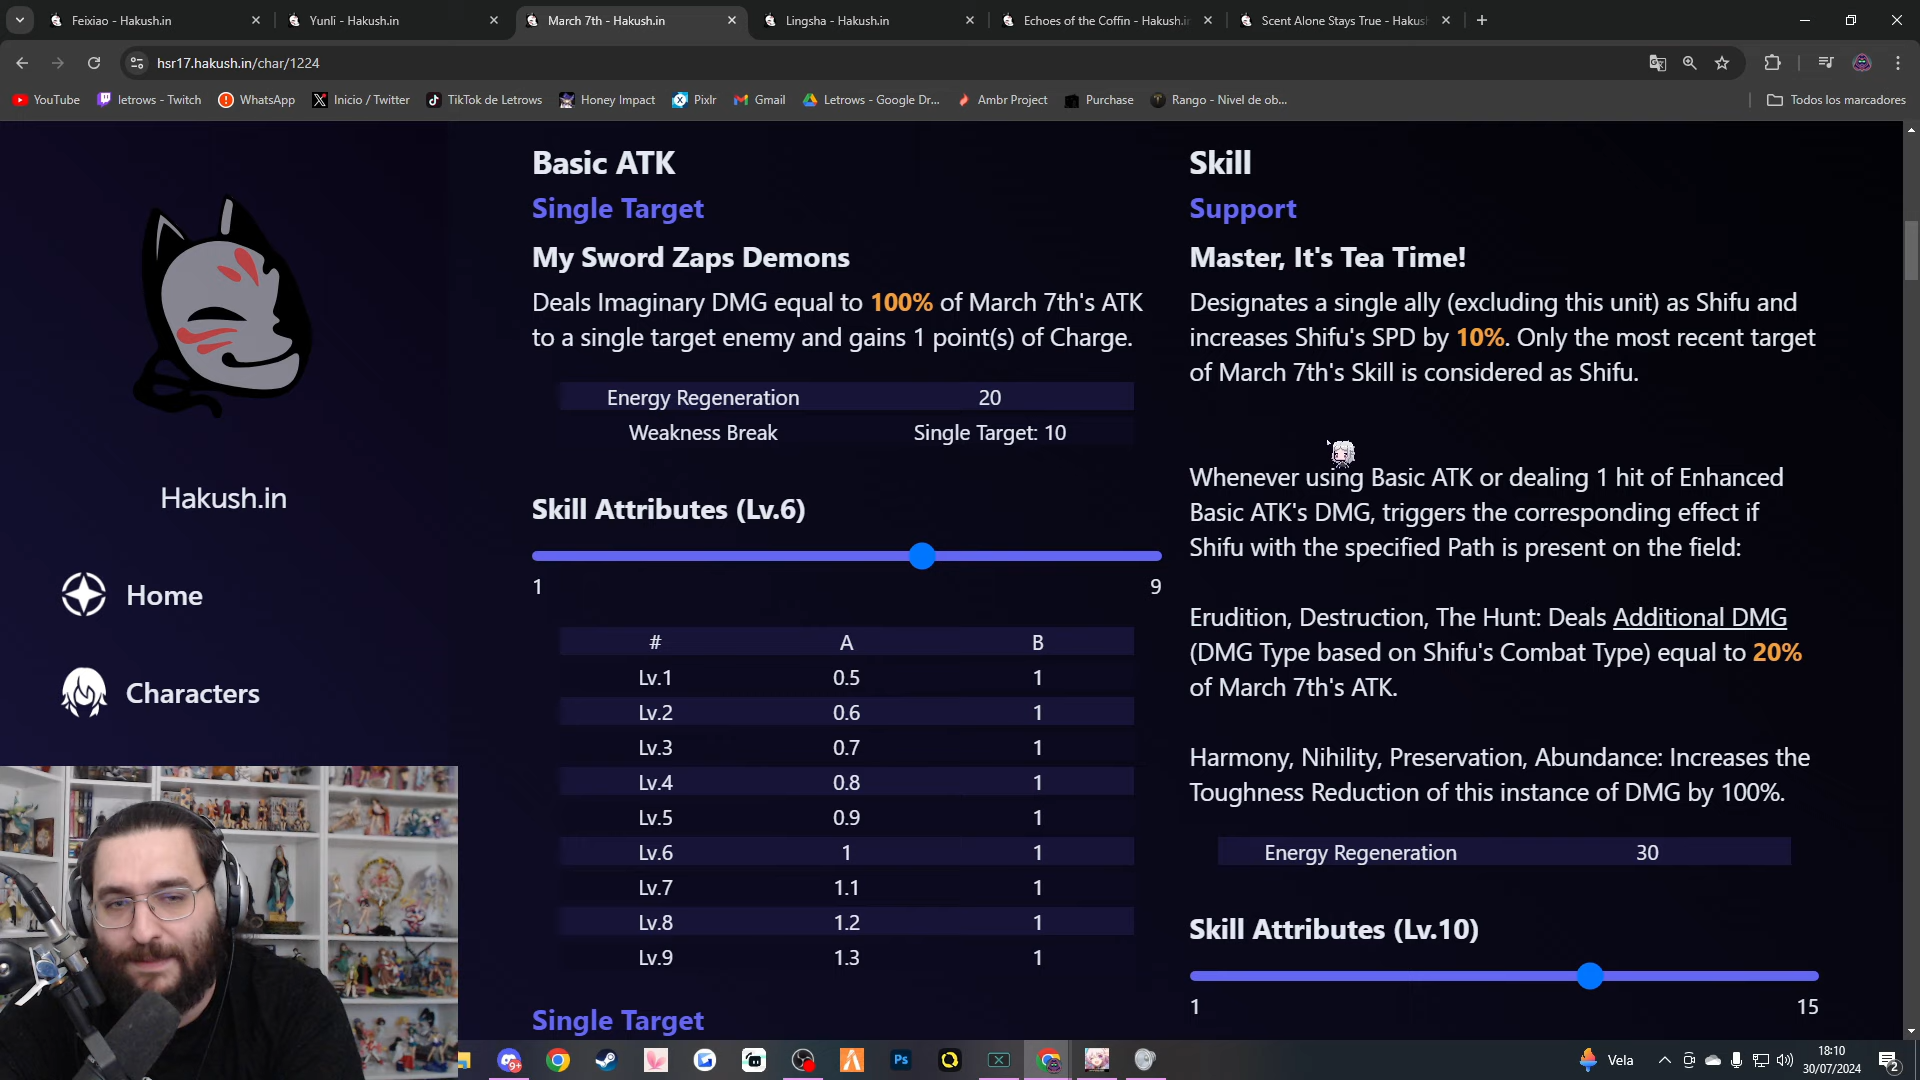 Feixiao - Hakush.in
Yunli - Hakush.in
March 7th - Hakush.in
Lingsha - Hakush.in
Echoes of the Coffin - Hakush.in
Scent Alone Stays True - Hakus
hsr17.hakush.in/char/1224
YouTube
letrows - Twitch
WhatsApp
Inicio / Twitter
TikTok de Letrows
Honey Impact
Pixlr
Gmail
Letrows - Google Dr...
Ambr Project
Purchase
Rango - Nivel de ob...
Todos los marcadores
Hakush.in
Home
Characters
Basic ATK
Single Target
My Sword Zaps Demons
Deals Imaginary DMG equal to 100% of March 7th's ATK
to a single target enemy and gains 1 point(s) of Charge.
Energy Regeneration 20
Weakness Break Single Target: 10
Skill Attributes (Lv.6)
1 9
# A B
Lv.1 0.5 1
Lv.2 0.6 1
Lv.3 0.7 1
Lv.4 0.8 1
Lv.5 0.9 1
Lv.6 1 1
Lv.7 1.1 1
Lv.8 1.2 1
Lv.9 1.3 1
Single Target
Skill
Support
Master, It's Tea Time!
Designates a single ally (excluding this unit) as Shifu and
increases Shifu's SPD by 10%. Only the most recent target
of March 7th's Skill is considered as Shifu.
Whenever using Basic ATK or dealing 1 hit of Enhanced
Basic ATK's DMG, triggers the corresponding effect if
Shifu with the specified Path is present on the field:
Erudition, Destruction, The Hunt: Deals Additional DMG
(DMG Type based on Shifu's Combat Type) equal to 20%
of March 7th's ATK.
Harmony, Nihility, Preservation, Abundance: Increases the
Toughness Reduction of this instance of DMG by 100%.
Energy Regeneration 30
Skill Attributes (Lv.10)
1 15
9+
Ps
Vela
18:10
30/07/2024
2